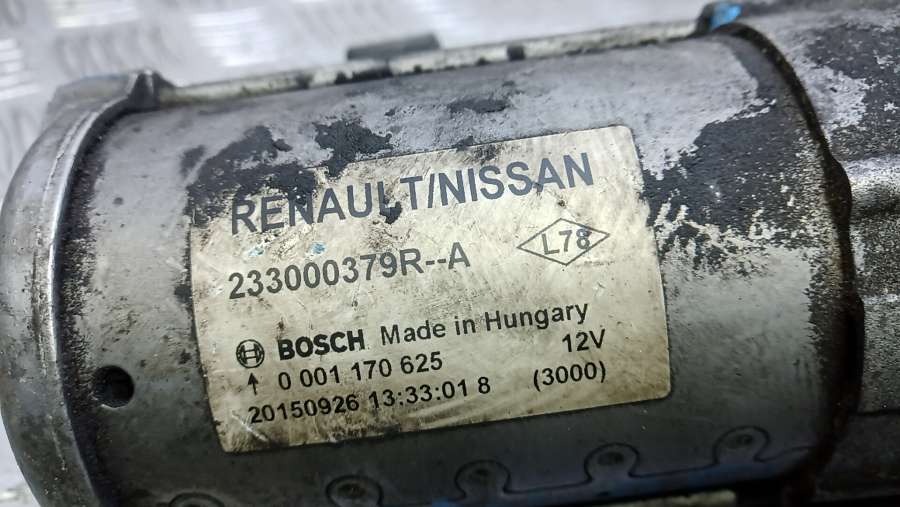 RENAULT/NISSAN
233000379R--A
L78
BOSCH Made in Hungary
↑ 0 001 170 625 12V
20150926 13:33:01 8 (3000)